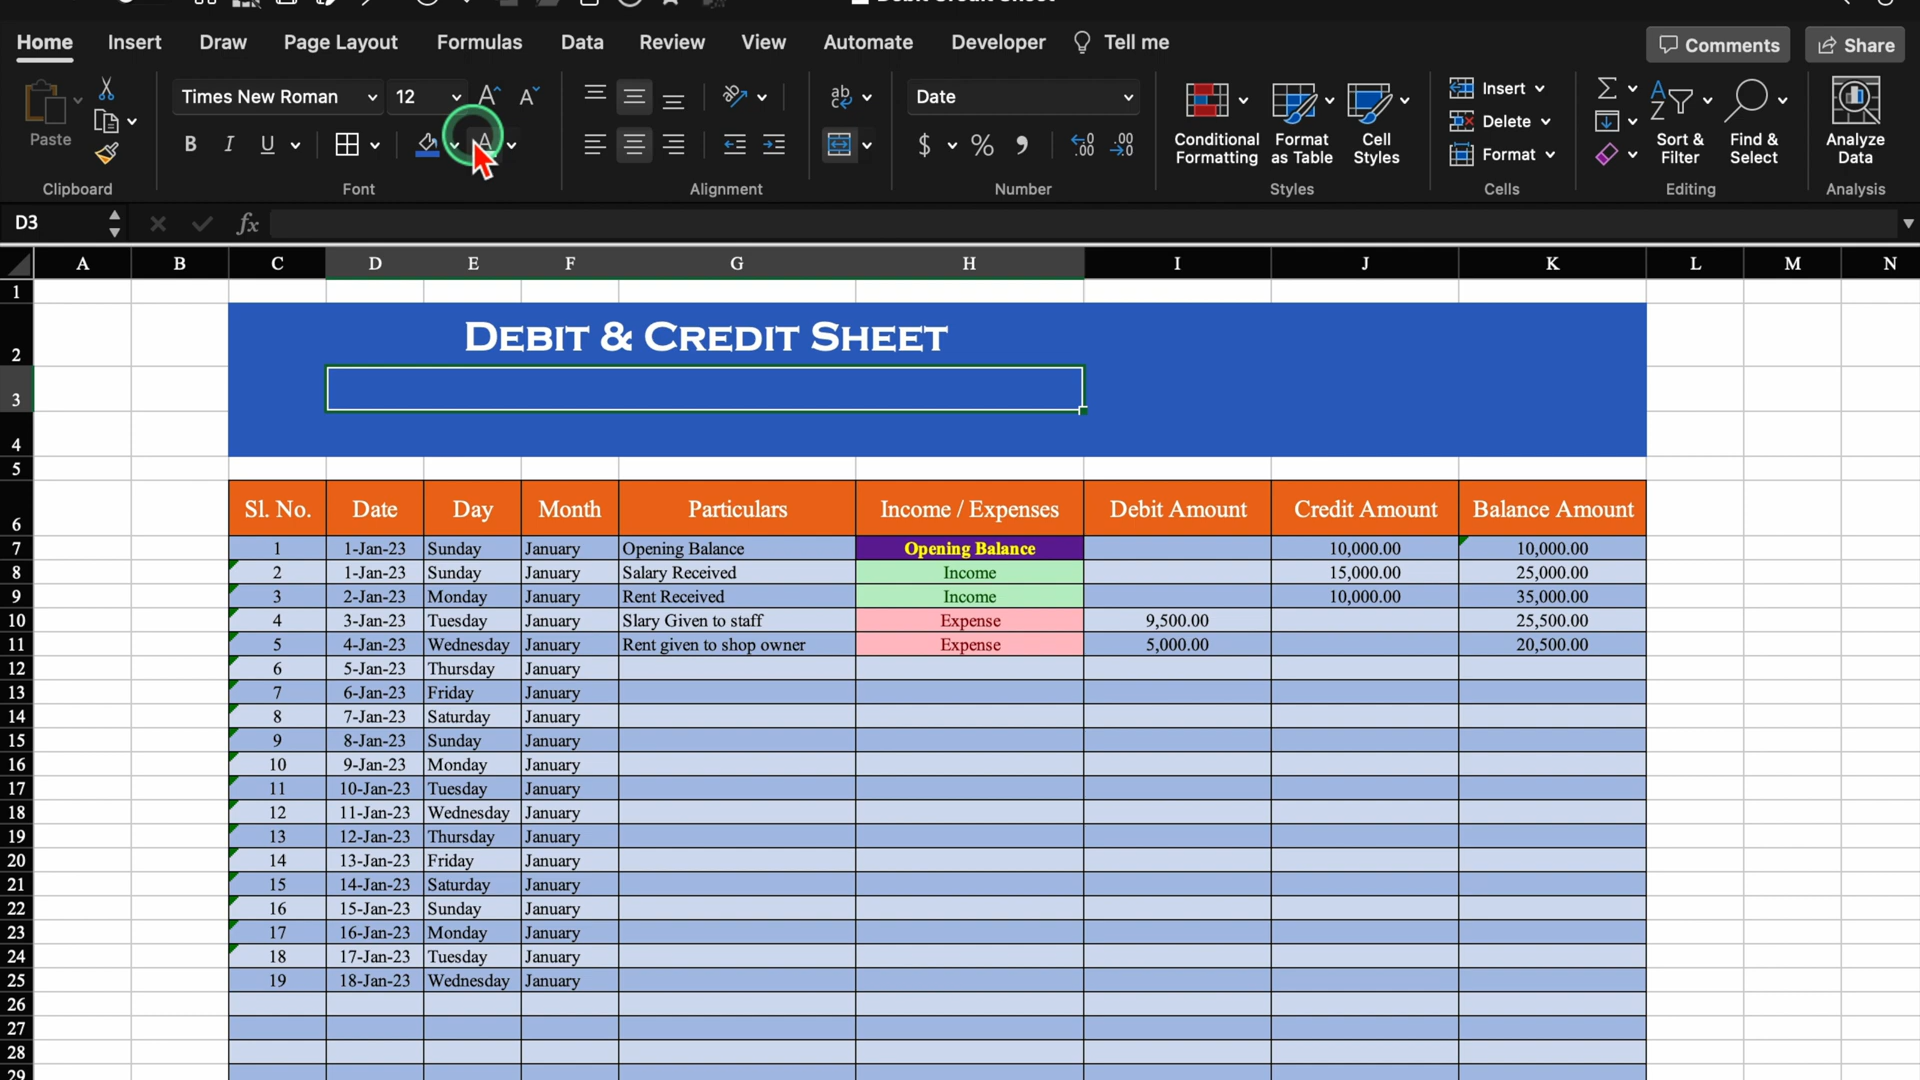 Home Insert Draw Page Layout Formulas Data Review View Automate Developer Tell me Comments Share
Times New Roman 12 A A ab Date Insert Σ A
Z
Delete
Paste B I U A $ % 9 .00 .00 Conditional Formatting Format as Table Cell Styles Format Sort & Filter Find & Select Analyze Data
Clipboard Font Alignment Number Styles Cells Editing Analysis
D3 fx
A B C D E F G H I J K L M N
1
2 Debit & Credit Sheet
3
4
5
6 Sl. No. Date Day Month Particulars Income / Expenses Debit Amount Credit Amount Balance Amount
7 1 1-Jan-23 Sunday January Opening Balance Opening Balance 10,000.00 10,000.00
8 2 1-Jan-23 Sunday January Salary Received Income 15,000.00 25,000.00
9 3 2-Jan-23 Monday January Rent Received Income 10,000.00 35,000.00
10 4 3-Jan-23 Tuesday January Slary Given to staff Expense 9,500.00 25,500.00
11 5 4-Jan-23 Wednesday January Rent given to shop owner Expense 5,000.00 20,500.00
12 6 5-Jan-23 Thursday January
13 7 6-Jan-23 Friday January
14 8 7-Jan-23 Saturday January
15 9 8-Jan-23 Sunday January
16 10 9-Jan-23 Monday January
17 11 10-Jan-23 Tuesday January
18 12 11-Jan-23 Wednesday January
19 13 12-Jan-23 Thursday January
20 14 13-Jan-23 Friday January
21 15 14-Jan-23 Saturday January
22 16 15-Jan-23 Sunday January
23 17 16-Jan-23 Monday January
24 18 17-Jan-23 Tuesday January
25 19 18-Jan-23 Wednesday January
26
27
28
29